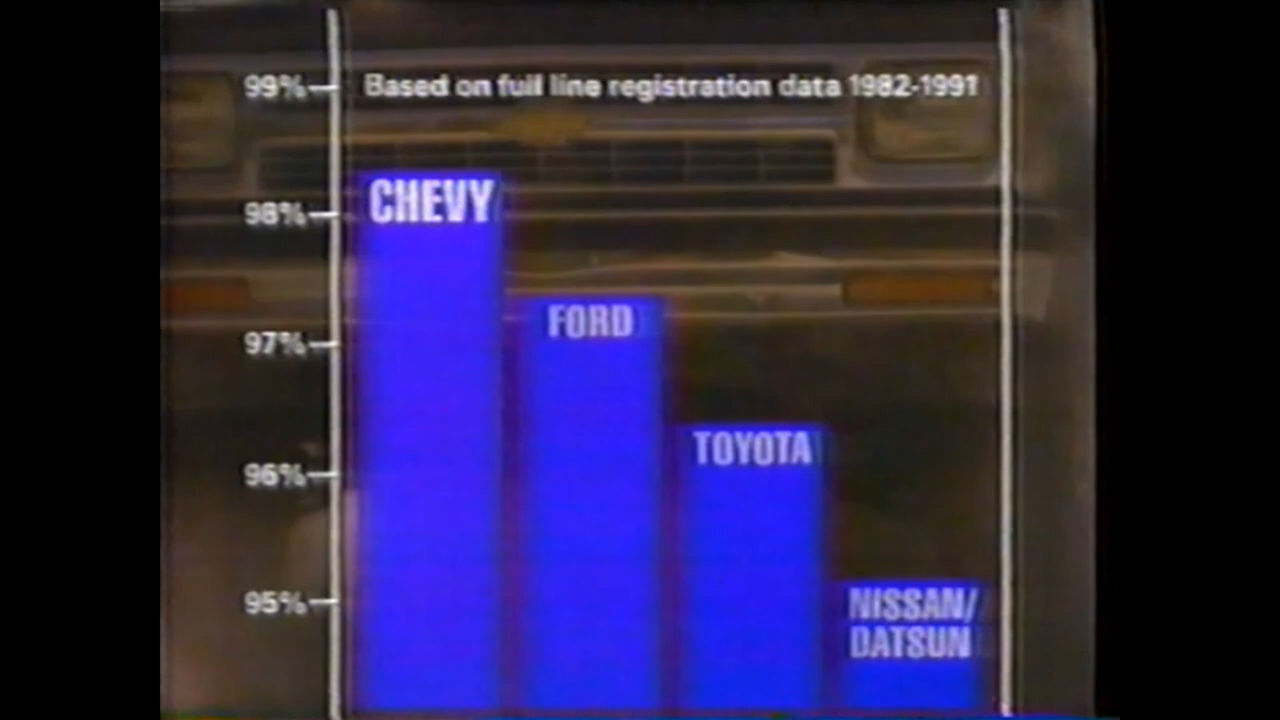 99%
Based on full line registration data 1982-1991
CHEVY
98%
FORD
97%
TOYOTA
96%
95%
NISSAN/
DATSUN